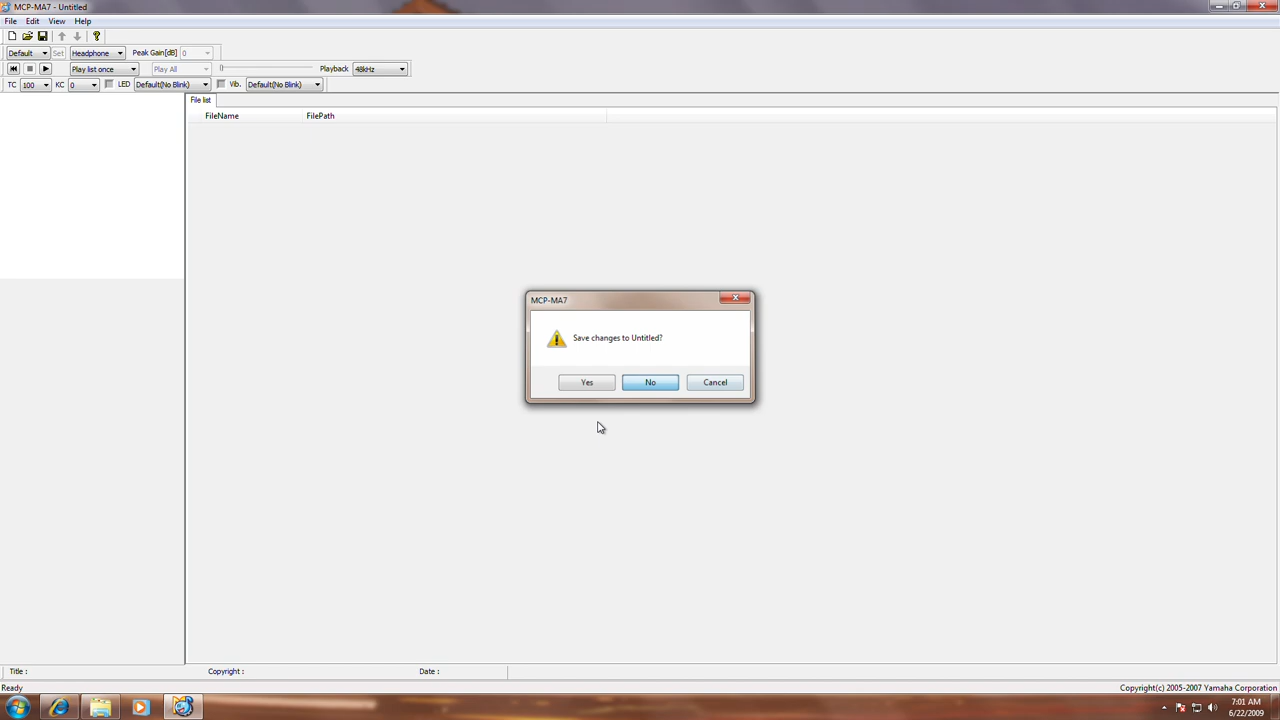 MCP-MA7 - Untitled
File Edit View Help
Default Set Headphone Peak Gain[dB] 0
Play list once Play All Playback 48kHz
TC 100 KC 0 LED Default(No Blink) Vib. Default(No Blink)
File list
FileName FilePath
MCP-MA7
Save changes to Untitled?
Yes No Cancel
Title : Copyright : Date :
Ready Copyright(c) 2005-2007 Yamaha Corporation
7:01 AM
6/22/2009